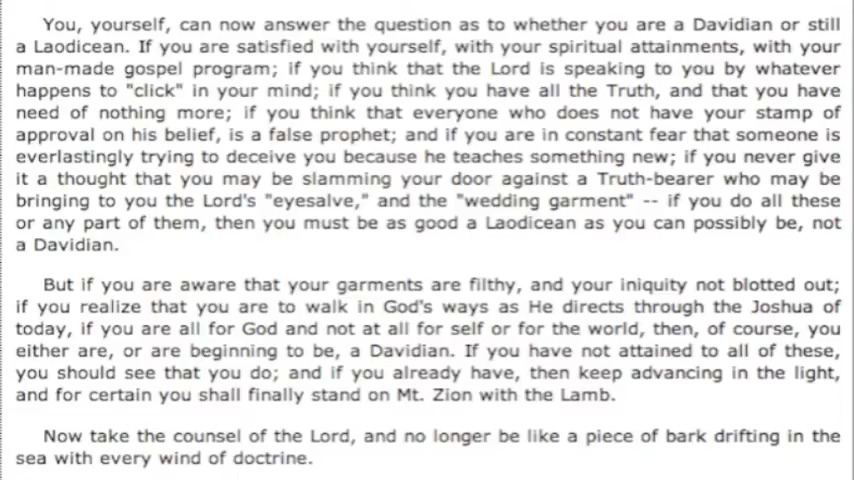 You, yourself, can now answer the question as to whether you are a Davidian or still
a Laodicean. If you are satisfied with yourself, with your spiritual attainments, with your
man-made gospel program; if you think that the Lord is speaking to you by whatever
happens to "click" in your mind; if you think you have all the Truth, and that you have
need of nothing more; if you think that everyone who does not have your stamp of
approval on his belief, is a false prophet; and if you are in constant fear that someone is
everlastingly trying to deceive you because he teaches something new; if you never give
it a thought that you may be slamming your door against a Truth-bearer who may be
bringing to you the Lord's "eyesalve," and the "wedding garment" -- if you do all these
or any part of them, then you must be as good a Laodicean as you can possibly be, not
a Davidian.
But if you are aware that your garments are filthy, and your iniquity not blotted out;
if you realize that you are to walk in God's ways as He directs through the Joshua of
today, if you are all for God and not at all for self or for the world, then, of course, you
either are, or are beginning to be, a Davidian. If you have not attained to all of these,
you should see that you do; and if you already have, then keep advancing in the light,
and for certain you shall finally stand on Mt. Zion with the Lamb.
Now take the counsel of the Lord, and no longer be like a piece of bark drifting in the
sea with every wind of doctrine.